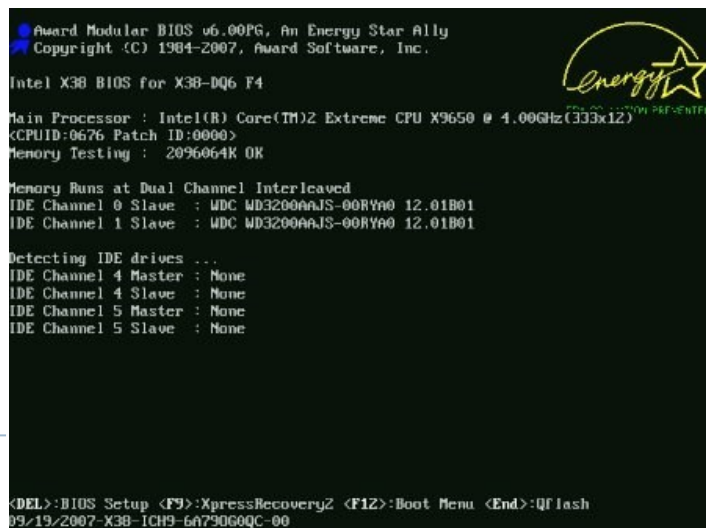 Award Modular BIOS v6.00PG, An Energy Star Ally
Copyright (C) 1984-2007, Award Software, Inc.
energy
Intel X38 BIOS for X38-DQ6 F4
Main Processor : Intel(R) Core(TM)2 Extreme CPU X9650 @ 4.00GHz(333x12)
<CPUID:0676 Patch ID:0000>
Memory Testing : 2096064K OK
Memory Runs at Dual Channel Interleaved
IDE Channel 0 Slave : WDC WD3200AAJS-00RYA0 12.01B01
IDE Channel 1 Slave : WDC WD3200AAJS-00RYA0 12.01B01
Detecting IDE drives ...
IDE Channel 4 Master : None
IDE Channel 4 Slave : None
IDE Channel 5 Master : None
IDE Channel 5 Slave : None
<DEL>:BIOS Setup <F9>:XpressRecovery2 <F12>:Boot Menu <End>:Qflash
09/19/2007-X38-ICH9-6A790G0QC-00